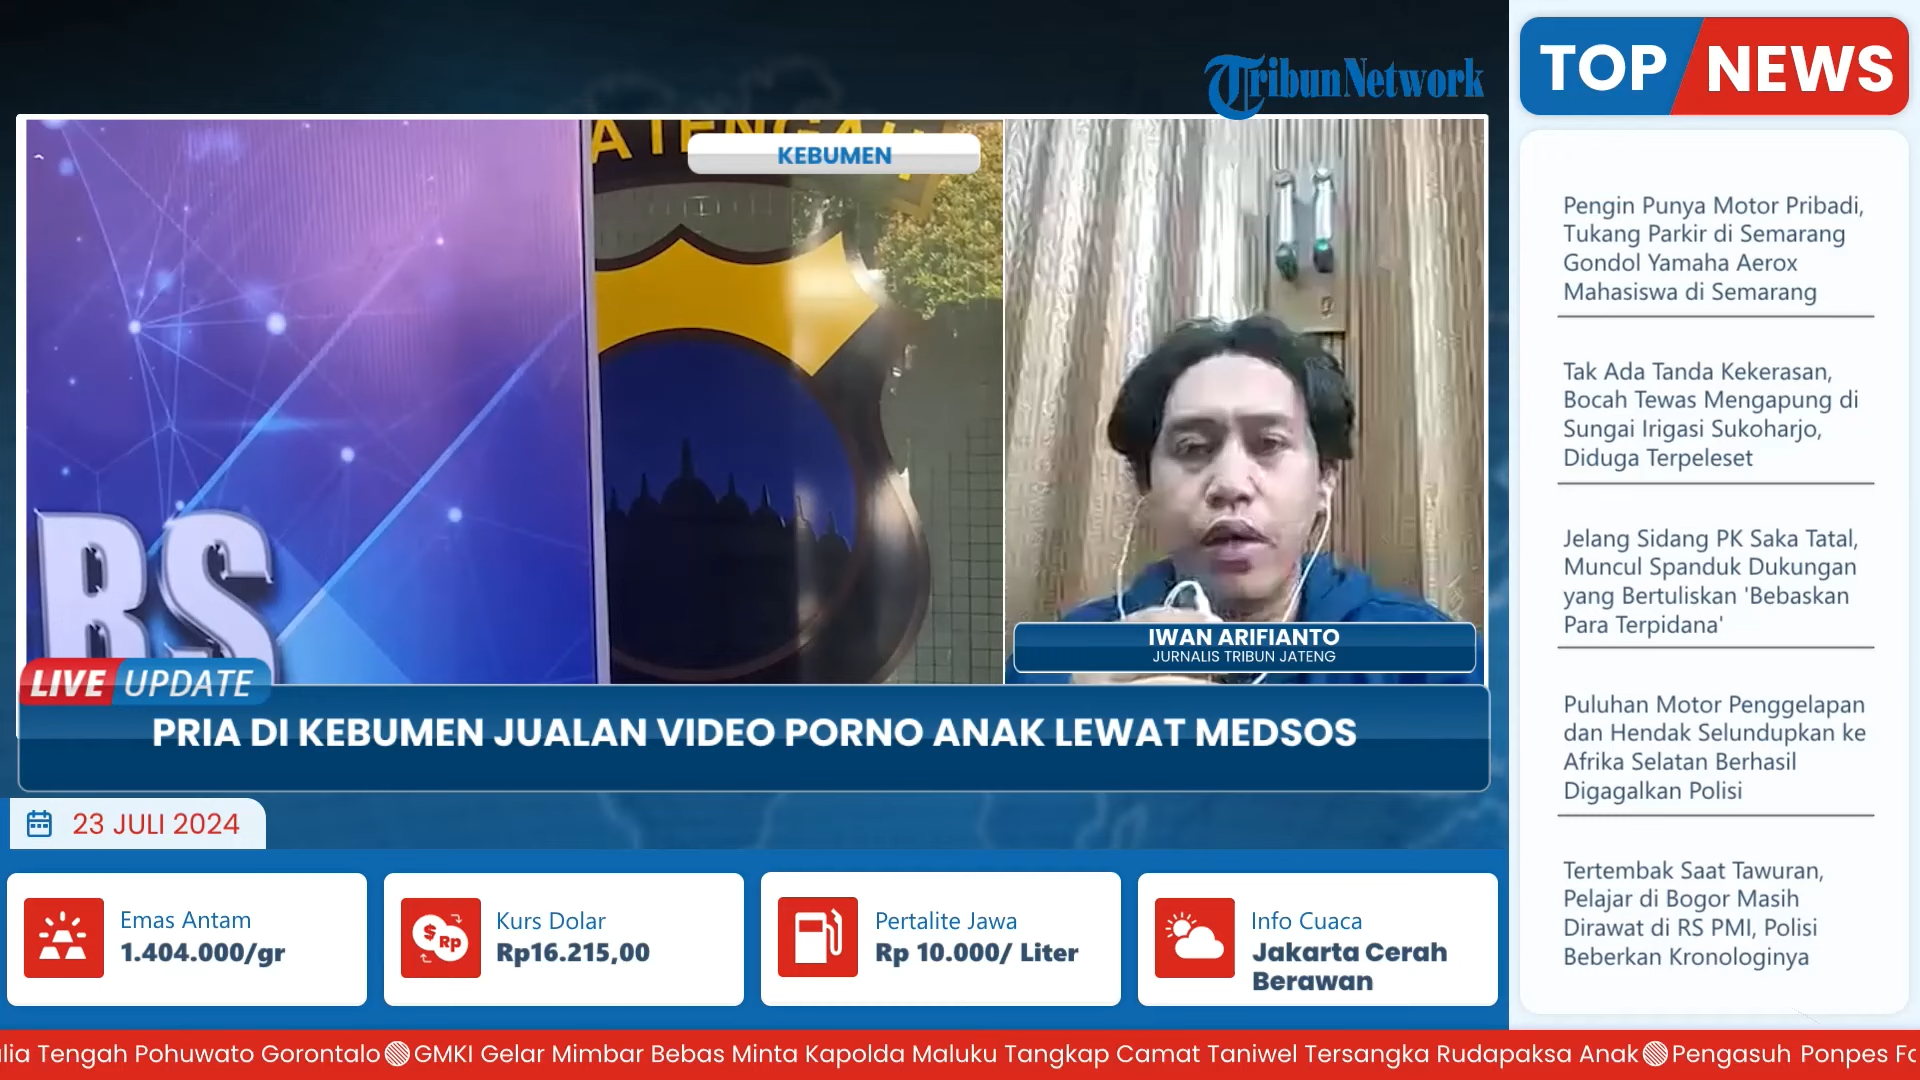 TribunNetwork
TOP NEWS
A TENGAH
KEBUMEN
RS
IWAN ARIFIANTO
JURNALIS TRIBUN JATENG
LIVE UPDATE
PRIA DI KEBUMEN JUALAN VIDEO PORNO ANAK LEWAT MEDSOS
23 JULI 2024
Emas Antam
1.404.000/gr
Kurs Dolar
Rp16.215,00
Pertalite Jawa
Rp 10.000/ Liter
Info Cuaca
Jakarta Cerah
Berawan
Pengin Punya Motor Pribadi,
Tukang Parkir di Semarang
Gondol Yamaha Aerox
Mahasiswa di Semarang
Tak Ada Tanda Kekerasan,
Bocah Tewas Mengapung di
Sungai Irigasi Sukoharjo,
Diduga Terpeleset
Jelang Sidang PK Saka Tatal,
Muncul Spanduk Dukungan
yang Bertuliskan 'Bebaskan
Para Terpidana'
Puluhan Motor Penggelapan
dan Hendak Selundupkan ke
Afrika Selatan Berhasil
Digagalkan Polisi
Tertembak Saat Tawuran,
Pelajar di Bogor Masih
Dirawat di RS PMI, Polisi
Beberkan Kronologinya
lia Tengah Pohuwato Gorontalo GMKI Gelar Mimbar Bebas Minta Kapolda Maluku Tangkap Camat Taniwel Tersangka Rudapaksa Anak Pengasuh Ponpes